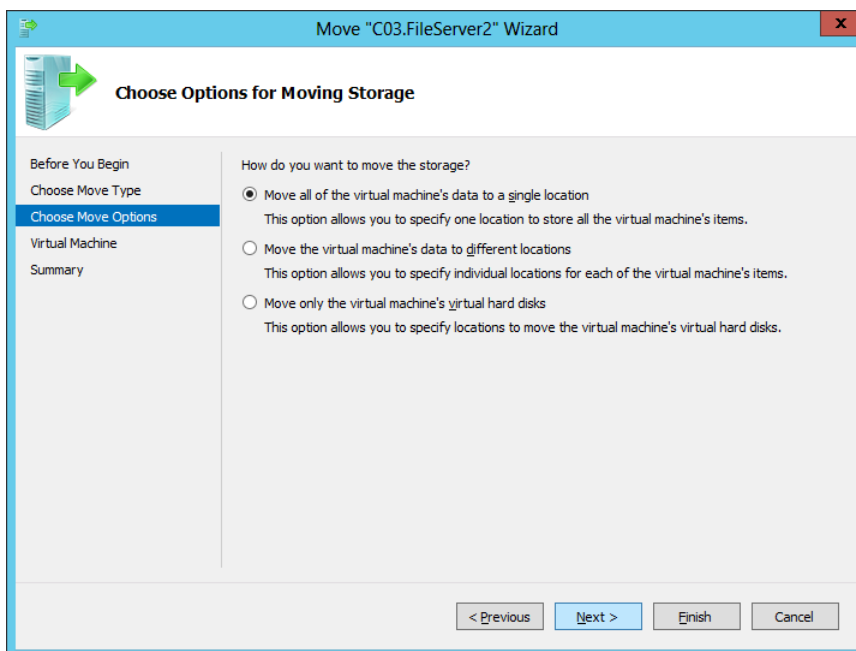 Move "C03.FileServer2" Wizard
x
Choose Options for Moving Storage
Before You Begin
Choose Move Type
Choose Move Options
Virtual Machine
Summary
How do you want to move the storage?
Move all of the virtual machine's data to a single location
This option allows you to specify one location to store all the virtual machine's items.
Move the virtual machine's data to different locations
This option allows you to specify individual locations for each of the virtual machine's items.
Move only the virtual machine's virtual hard disks
This option allows you to specify locations to move the virtual machine's virtual hard disks.
< Previous
Next >
Finish
Cancel